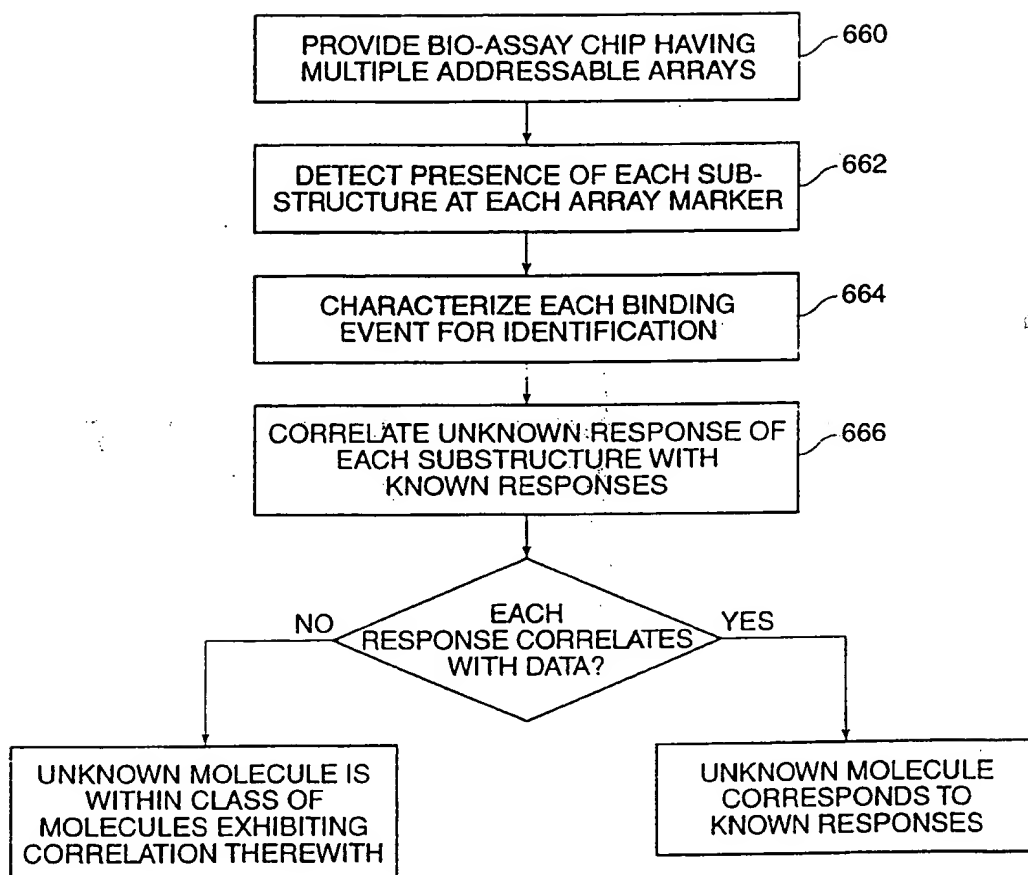 PROVIDE BIO-ASSAY CHIP HAVING
MULTIPLE ADDRESSABLE ARRAYS
660
DETECT PRESENCE OF EACH SUB-
STRUCTURE AT EACH ARRAY MARKER
662
CHARACTERIZE EACH BINDING
EVENT FOR IDENTIFICATION
664
CORRELATE UNKNOWN RESPONSE OF
EACH SUBSTRUCTURE WITH
KNOWN RESPONSES
666
EACH
RESPONSE CORRELATES
WITH DATA?
NO
YES
UNKNOWN MOLECULE IS
WITHIN CLASS OF
MOLECULES EXHIBITING
CORRELATION THEREWITH
UNKNOWN MOLECULE
CORRESPONDS TO
KNOWN RESPONSES